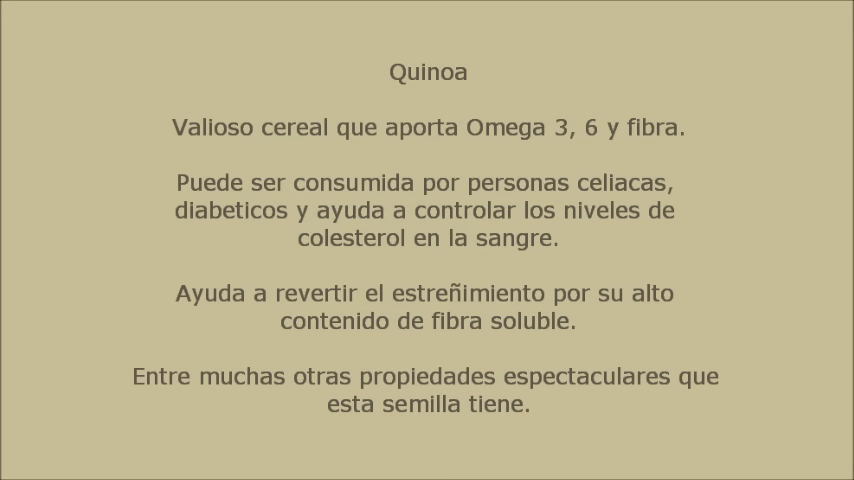 Quinoa
Valioso cereal que aporta Omega 3, 6 y fibra.
Puede ser consumida por personas celiacas,
diabeticos y ayuda a controlar los niveles de
colesterol en la sangre.
Ayuda a revertir el estreñimiento por su alto
contenido de fibra soluble.
Entre muchas otras propiedades espectaculares que
esta semilla tiene.